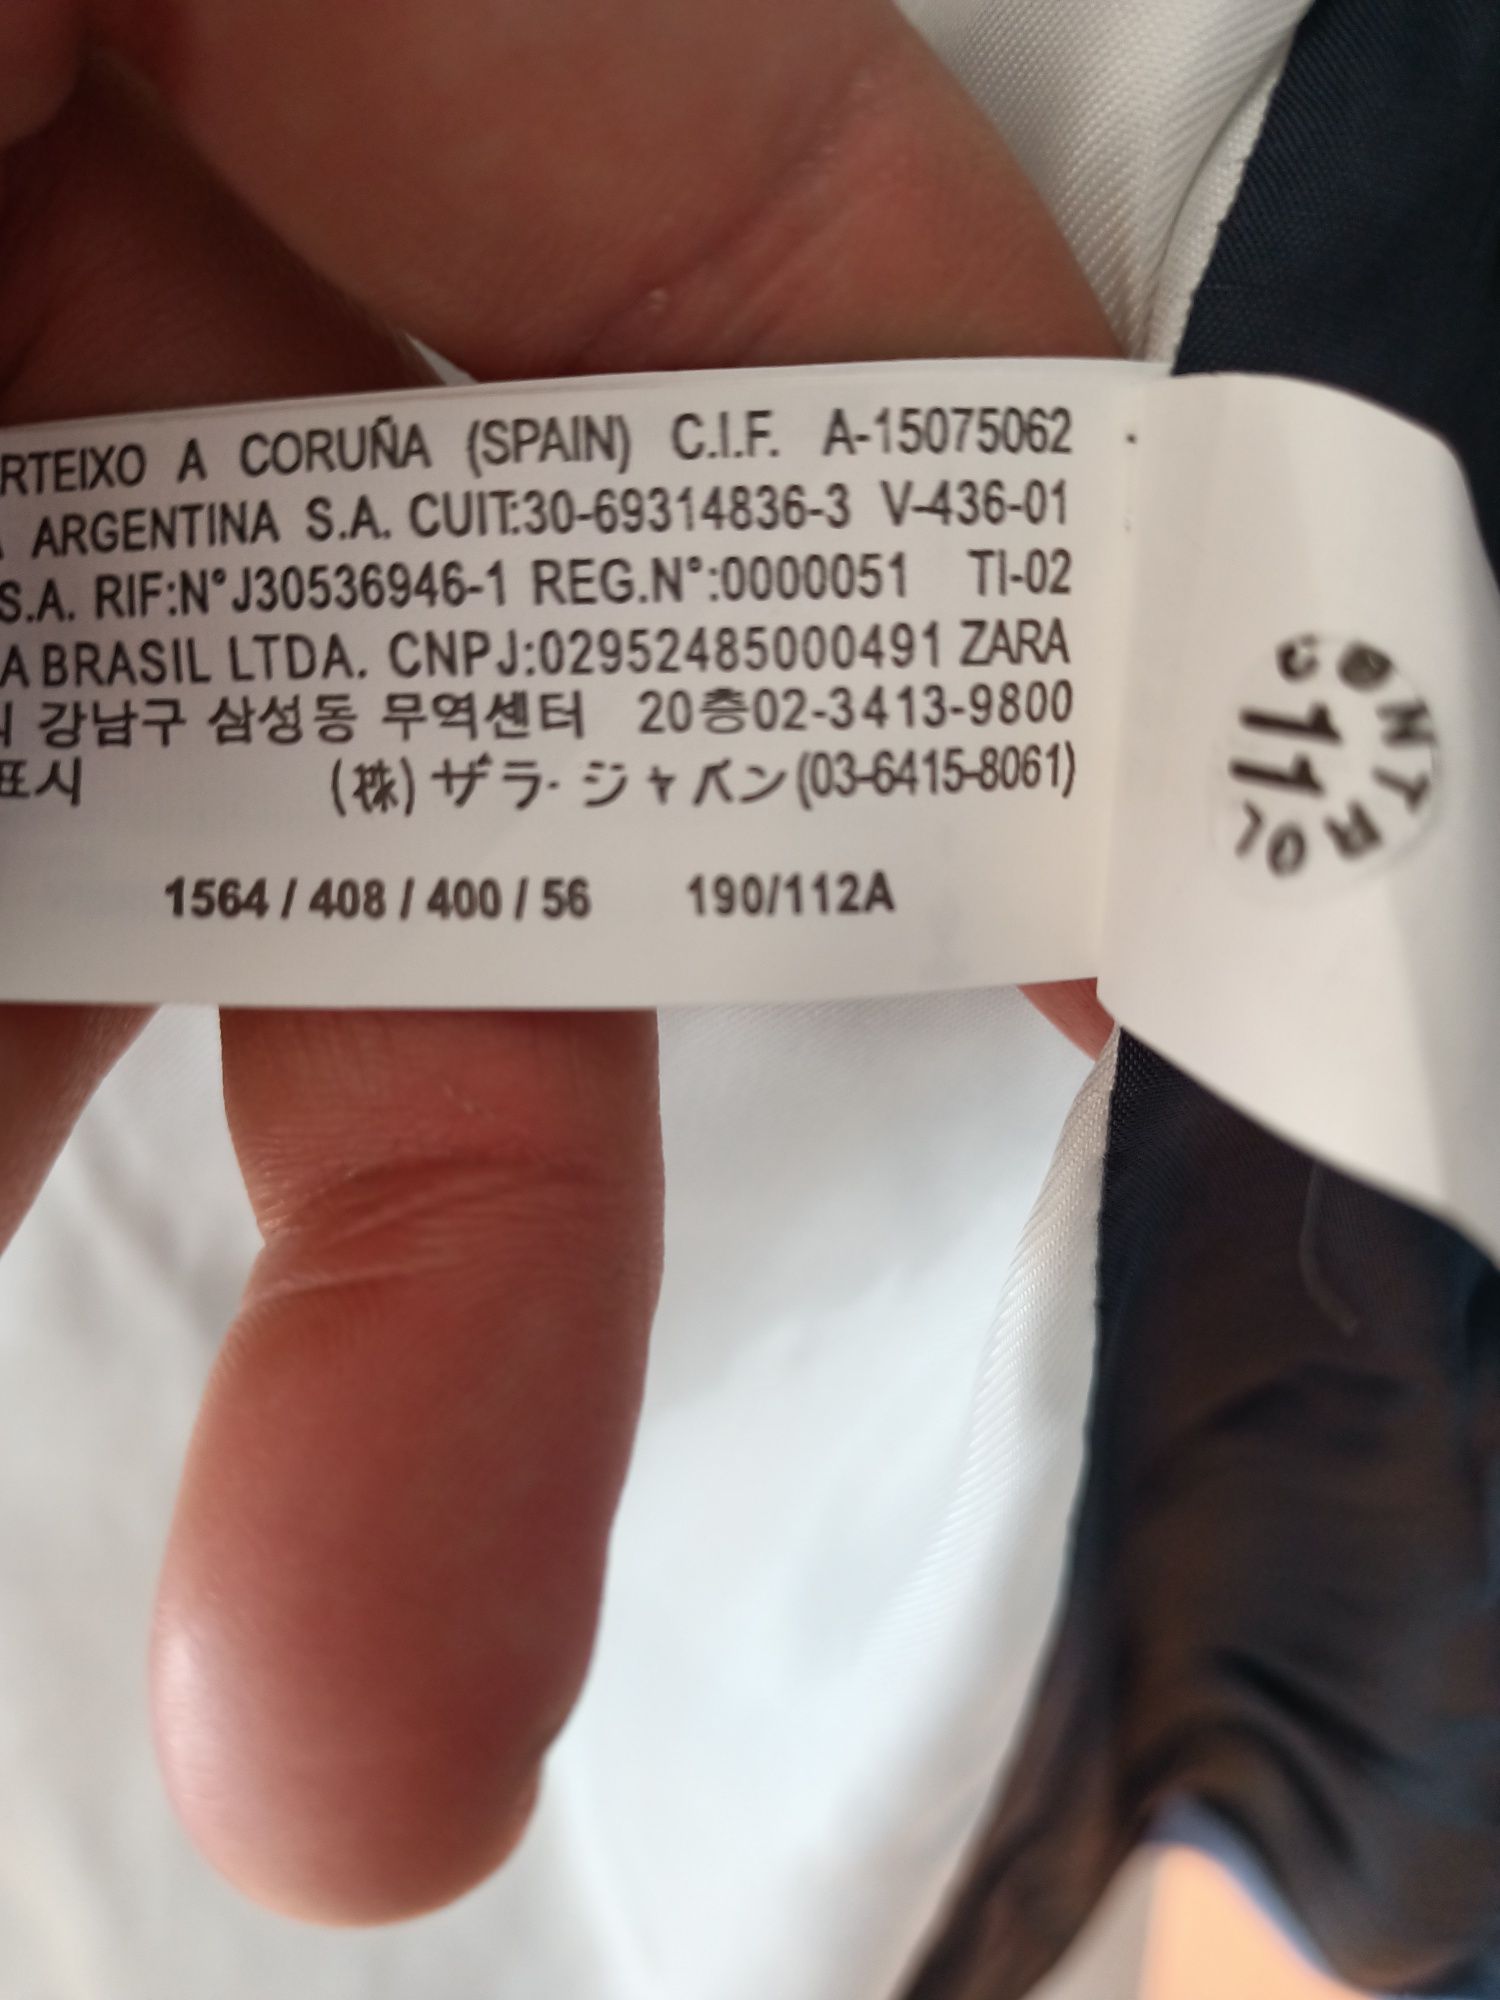 RTEIXO A CORUÑA (SPAIN) C.I.F. A-15075062
ARGENTINA S.A. CUIT:30-69314836-3 V-436-01
S.A. RIF:N°J30536946-1 REG.N°:0000051 TI-02
A BRASIL LTDA. CNPJ:02952485000491 ZARA
강남구 삼성동 무역센터 20층02-3413-9800
표시 (株)ザラ・ジャパン(03-6415-8061)
1564 / 408 / 400 / 56 190/112A
CONTROL
11